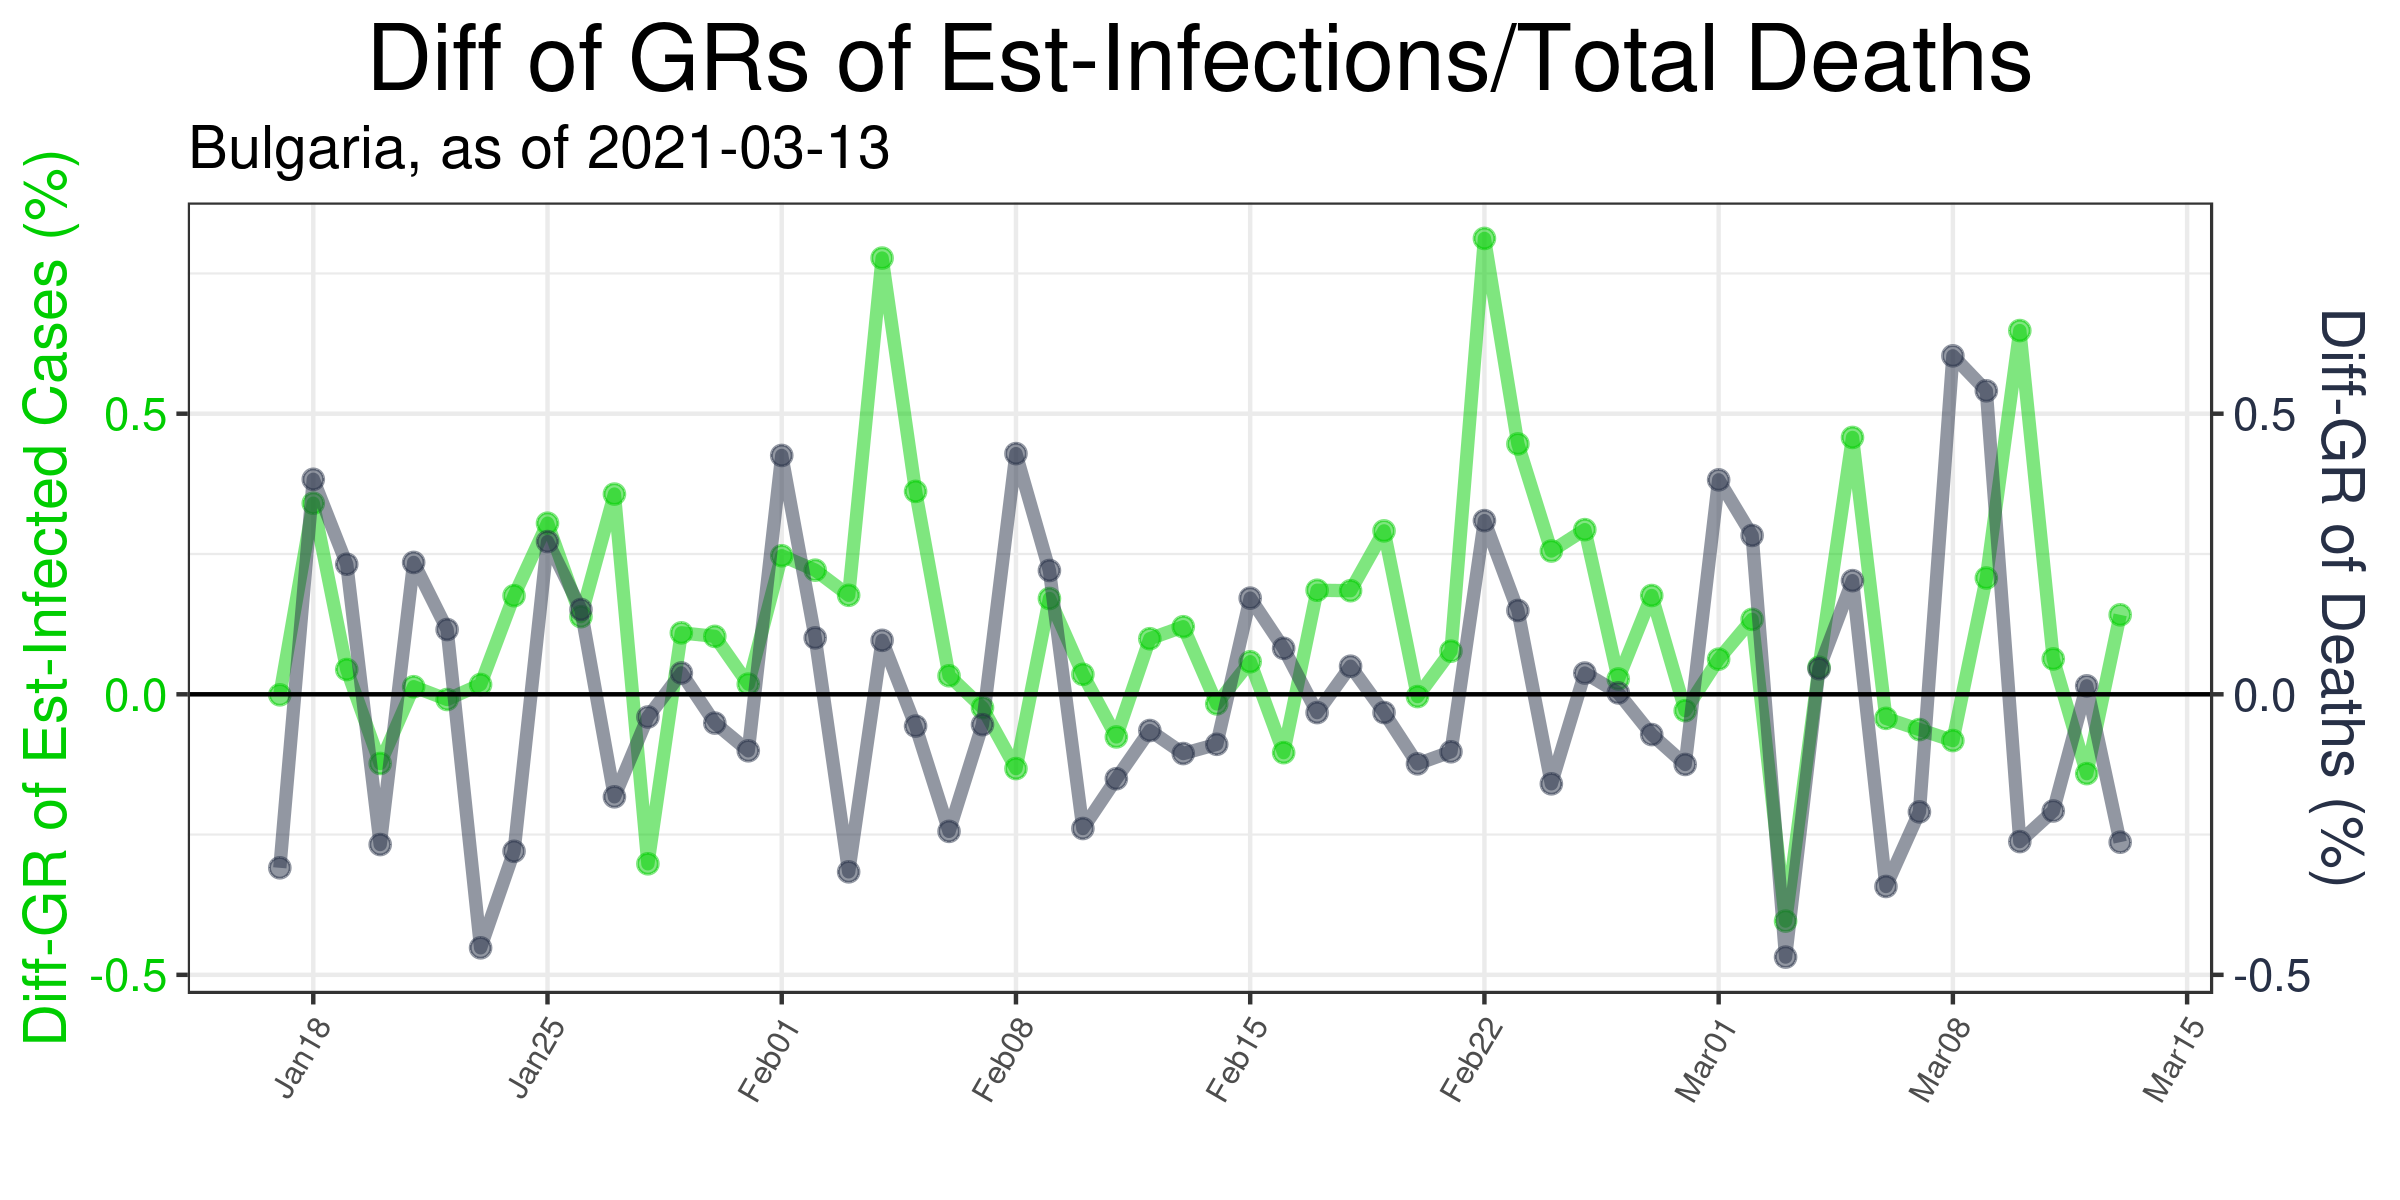 Diff of GRs of Est-Infections/Total Deaths
Bulgaria, as of 2021-03-13
Diff-GR of Est-Infected Cases (%)
0.5
0.0
-0.5
0.5
0.0
-0.5
Diff-GR of Deaths (%)
Jan18
Jan25
Feb01
Feb08
Feb15
Feb22
Mar01
Mar08
Mar15